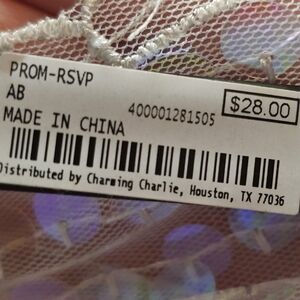 PROM-RSVP
AB
400001281505 $28.00
MADE IN CHINA
Distributed by Charming Charlie, Houston, TX 77036